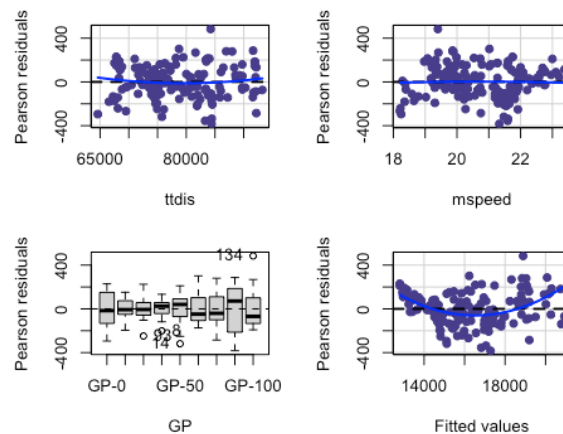 Pearson residuals
400
0
-400
65000 80000
ttdis
Pearson residuals
400
0
-400
18 20 22
mspeed
Pearson residuals
400
0
-400
134
8
14
GP-0 GP-50 GP-100
GP
Pearson residuals
400
0
-400
14000 18000
Fitted values